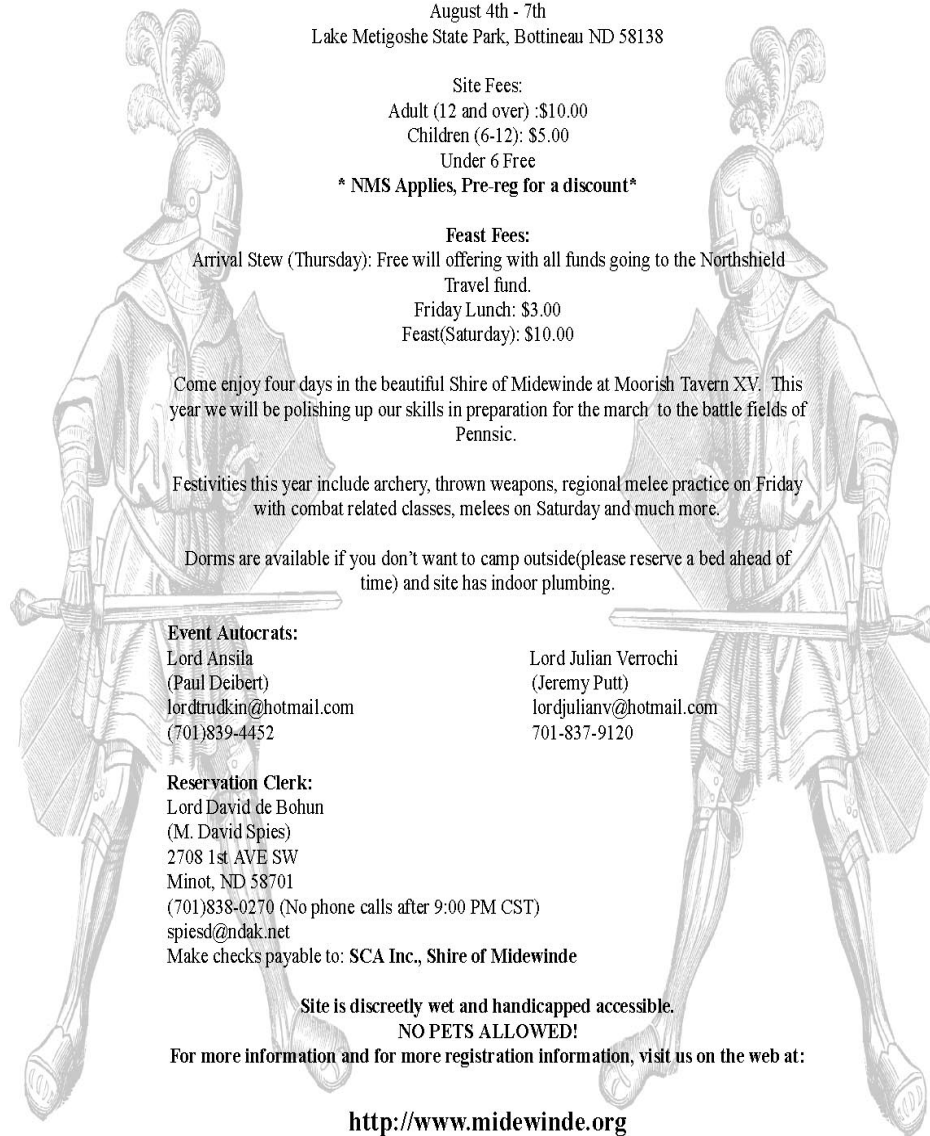 August 4th - 7th
Lake Metigoshe State Park, Bottineau ND 58138
Site Fees:
Adult (12 and over) :$10.00
Children (6-12): $5.00
Under 6 Free
* NMS Applies, Pre-reg for a discount*
Feast Fees:
Arrival Stew (Thursday): Free will offering with all funds going to the Northshield
Travel fund.
Friday Lunch: $3.00
Feast(Saturday): $10.00
Come enjoy four days in the beautiful Shire of Midewinde at Moorish Tavern XV. This
year we will be polishing up our skills in preparation for the march to the battle fields of
Pennsic.
Festivities this year include archery, thrown weapons, regional melee practice on Friday
with combat related classes, melees on Saturday and much more.
Dorms are available if you don't want to camp outside(please reserve a bed ahead of
time) and site has indoor plumbing.
Event Autocrats:
Lord Ansila
(Paul Deibert)
lordtrudkin@hotmail.com
(701)839-4452
Lord Julian Verrochi
(Jeremy Putt)
lordjulianv@hotmail.com
701-837-9120
Reservation Clerk:
Lord David de Bohun
(M. David Spies)
2708 1st AVE SW
Minot, ND 58701
(701)838-0270 (No phone calls after 9:00 PM CST)
spiesd@ndak.net
Make checks payable to: SCA Inc., Shire of Midewinde
Site is discreetly wet and handicapped accessible.
NO PETS ALLOWED!
For more information and for more registration information, visit us on the web at:
http://www.midewinde.org